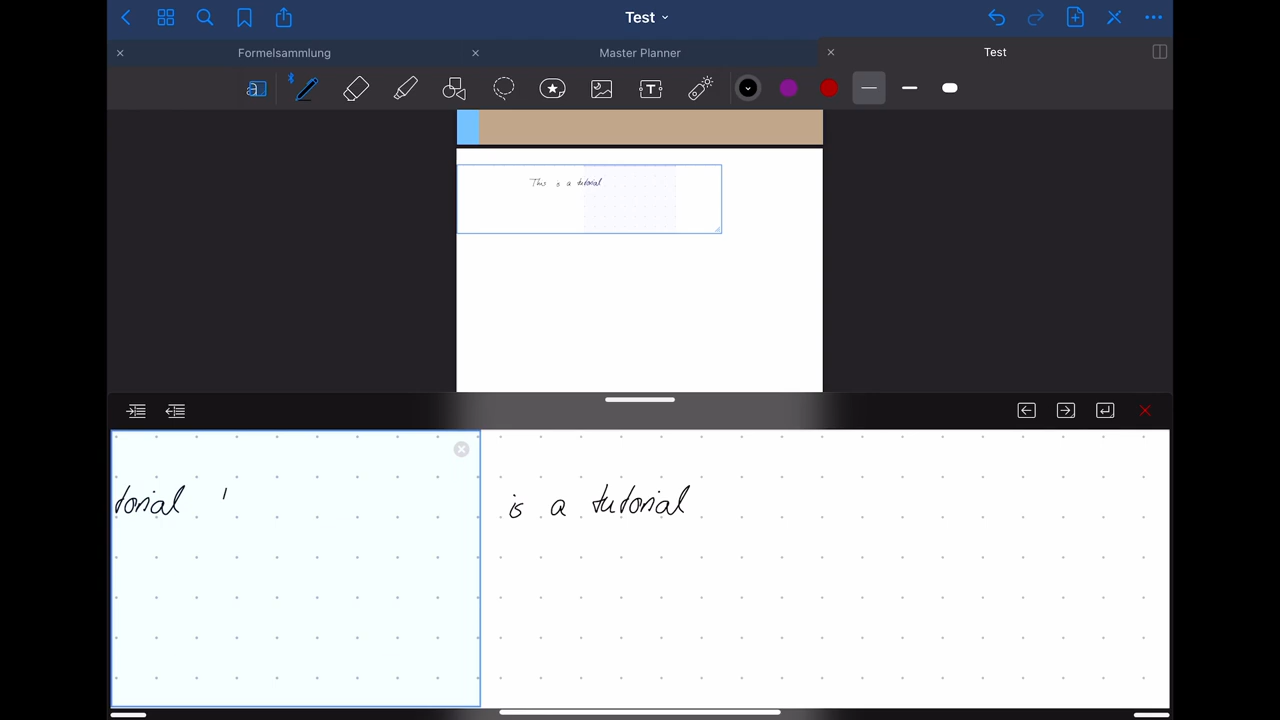 Test
Formelsammlung
Master Planner
Test
T
This is a tutorial
torial '
is a tutorial